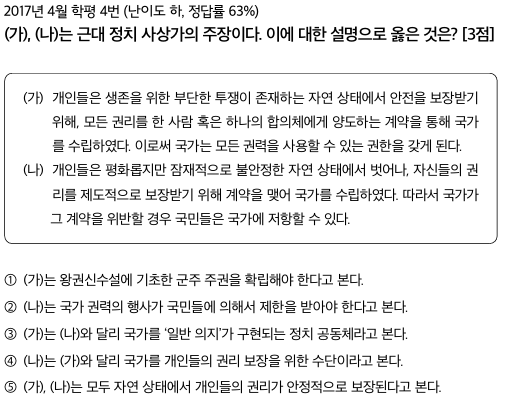 2017년 4월 학평 4번 (난이도 하, 정답률 63%)
(가), (나)는 근대 정치 사상가의 주장이다. 이에 대한 설명으로 옳은 것은? [3점]
(가) 개인들은 생존을 위한 부단한 투쟁이 존재하는 자연 상태에서 안전을 보장받기
위해, 모든 권리를 한 사람 혹은 하나의 합의체에게 양도하는 계약을 통해 국가
를 수립하였다. 이로써 국가는 모든 권력을 사용할 수 있는 권한을 갖게 된다.
(나) 개인들은 평화롭지만 잠재적으로 불안정한 자연 상태에서 벗어나, 자신들의 권
리를 제도적으로 보장받기 위해 계약을 맺어 국가를 수립하였다. 따라서 국가가
그 계약을 위반할 경우 국민들은 국가에 저항할 수 있다.
① (가)는 왕권신수설에 기초한 군주 주권을 확립해야 한다고 본다.
② (나)는 국가 권력의 행사가 국민들에 의해서 제한을 받아야 한다고 본다.
③ (가)는 (나)와 달리 국가를 ‘일반 의지’가 구현되는 정치 공동체라고 본다.
④ (나)는 (가)와 달리 국가를 개인들의 권리 보장을 위한 수단이라고 본다.
⑤ (가), (나)는 모두 자연 상태에서 개인들의 권리가 안정적으로 보장된다고 본다.